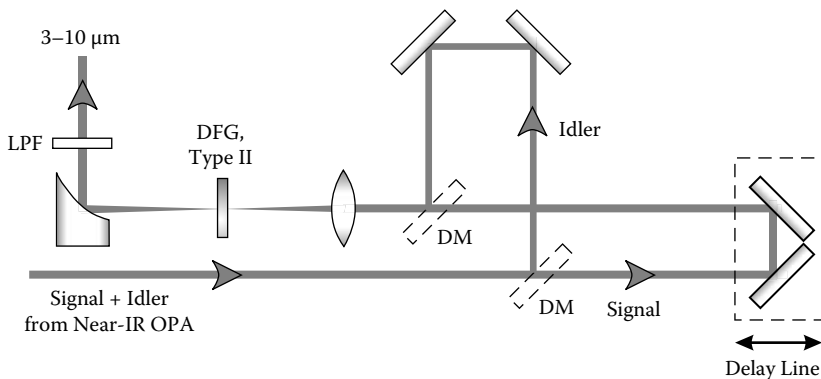 3–10 μm
LPF
DFG,
Type II
Idler
DM
DM
Signal + Idler
from Near-IR OPA
Signal
Delay Line